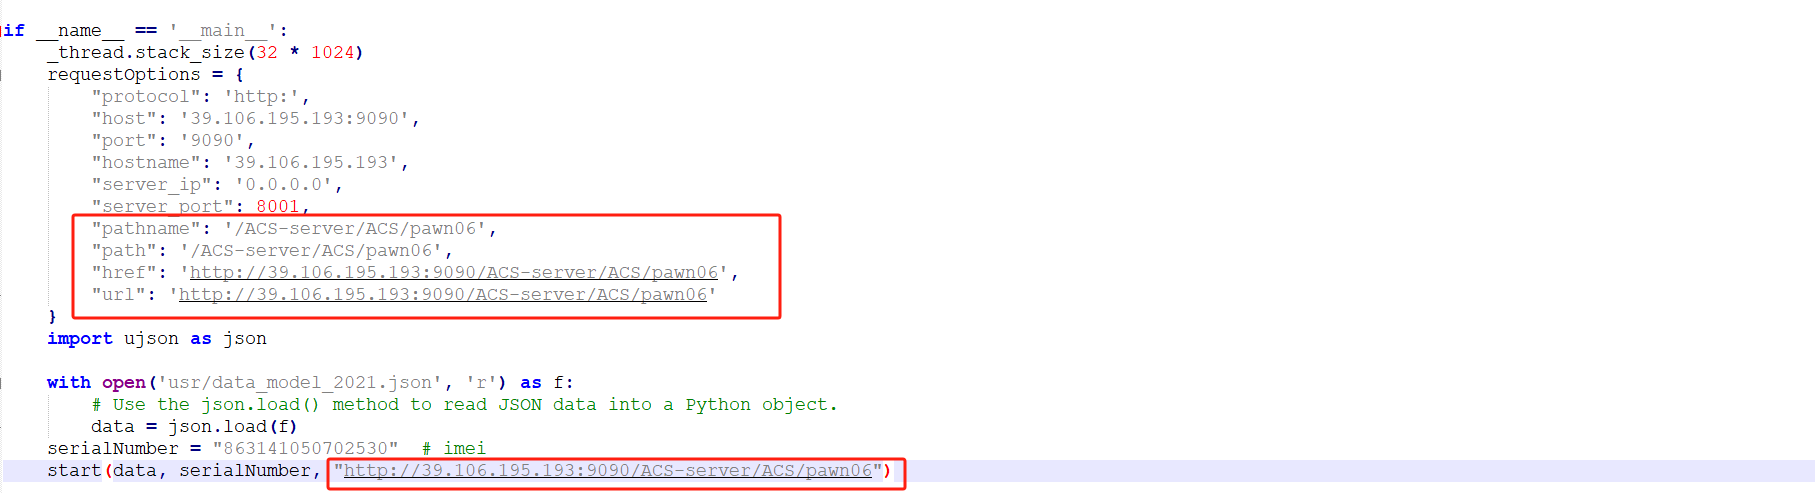 if __name__ == '__main__':
    _thread.stack_size(32 * 1024)
    requestOptions = {
        "protocol": 'http:',
        "host": '39.106.195.193:9090',
        "port": '9090',
        "hostname": '39.106.195.193',
        "server_ip": '0.0.0.0',
        "server_port": 8001,
        "pathname": '/ACS-server/ACS/pawn06',
        "path": '/ACS-server/ACS/pawn06',
        "href": 'http://39.106.195.193:9090/ACS-server/ACS/pawn06',
        "url": 'http://39.106.195.193:9090/ACS-server/ACS/pawn06'
    }
    import ujson as json
    with open('usr/data_model_2021.json', 'r') as f:
        # Use the json.load() method to read JSON data into a Python object.
        data = json.load(f)
    serialNumber = "863141050702530"  # imei
    start(data, serialNumber, "http://39.106.195.193:9090/ACS-server/ACS/pawn06")